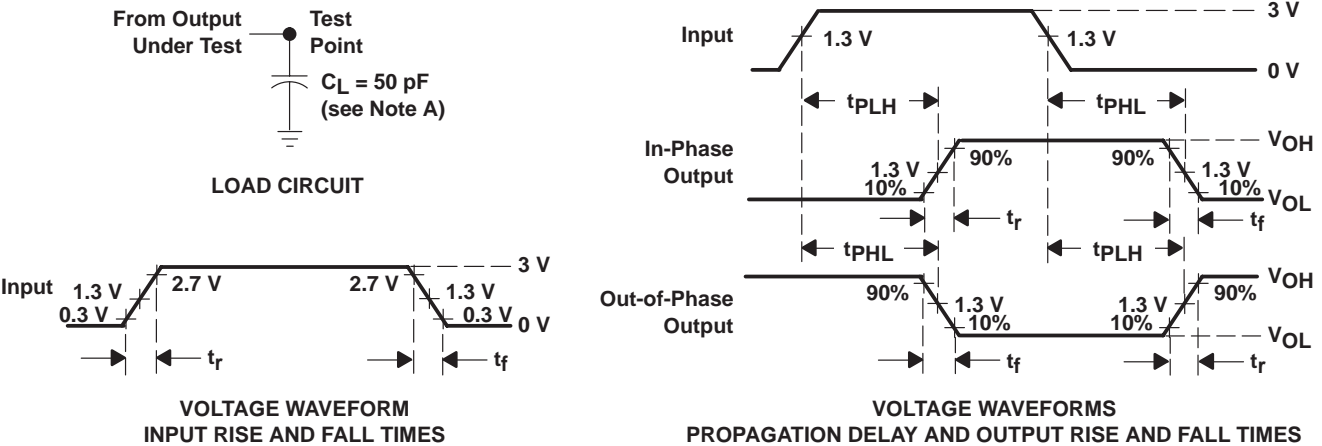 From Output
Under Test
Test
Point
CL = 50 pF
(see Note A)
LOAD CIRCUIT
Input
1.3 V
0.3 V
2.7 V
2.7 V
1.3 V
0.3 V
3 V
0 V
tr
tf
VOLTAGE WAVEFORM
INPUT RISE AND FALL TIMES
Input
1.3 V
1.3 V
3 V
0 V
tPLH
tPHL
In-Phase
Output
1.3 V
10%
90%
90%
1.3 V
10%
VOH
VOL
tr
tf
tPHL
tPLH
Out-of-Phase
Output
90%
1.3 V
10%
1.3 V
10%
90%
VOH
VOL
tf
tr
VOLTAGE WAVEFORMS
PROPAGATION DELAY AND OUTPUT RISE AND FALL TIMES